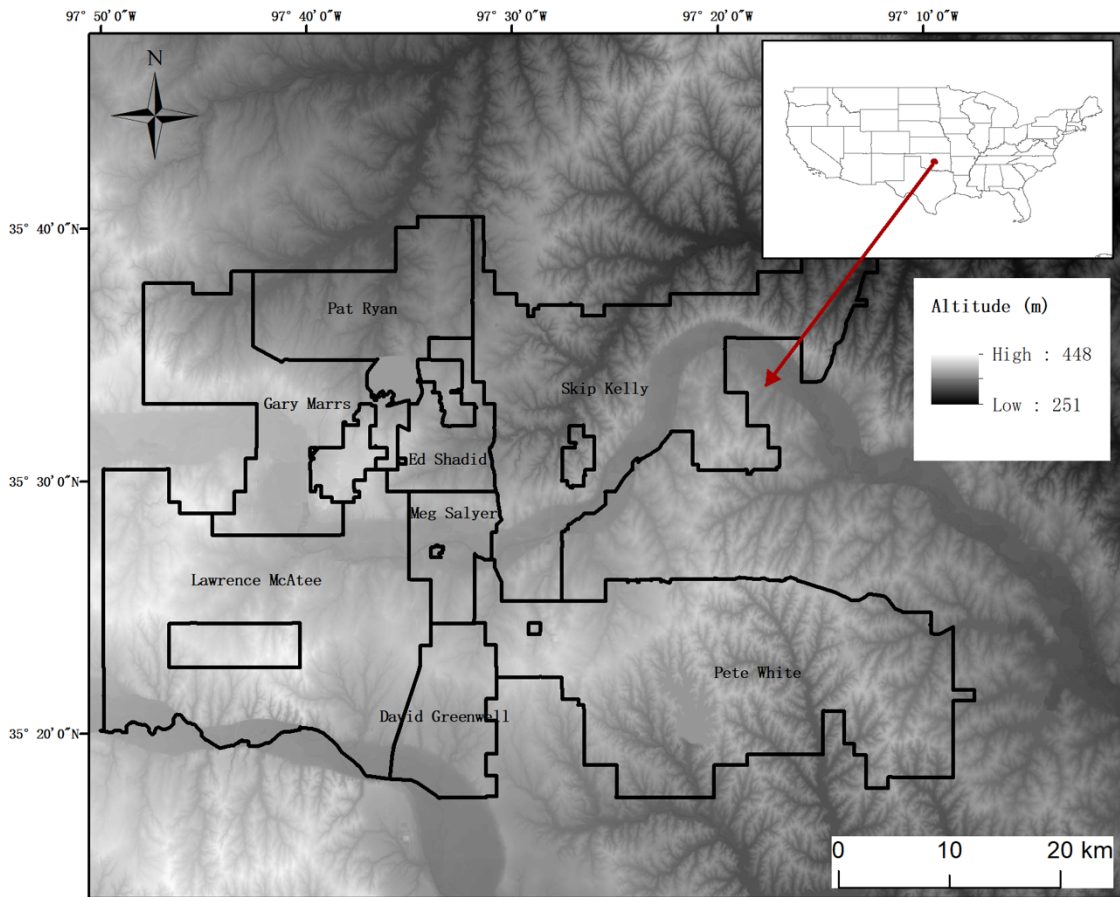 97° 50′0″W 97° 40′0″W 97° 30′0″W 97° 20′0″W 97° 10′0″W
N
35° 40′0″N
Pat Ryan
Altitude (m)
High : 448
Low : 251
Skip Kelly
Gary Marrs
Ed Shadid
35° 30′0″N
Meg Salyer
Lawrence McAtee
Pete White
David Greenwell
35° 20′0″N
0 10 20 km